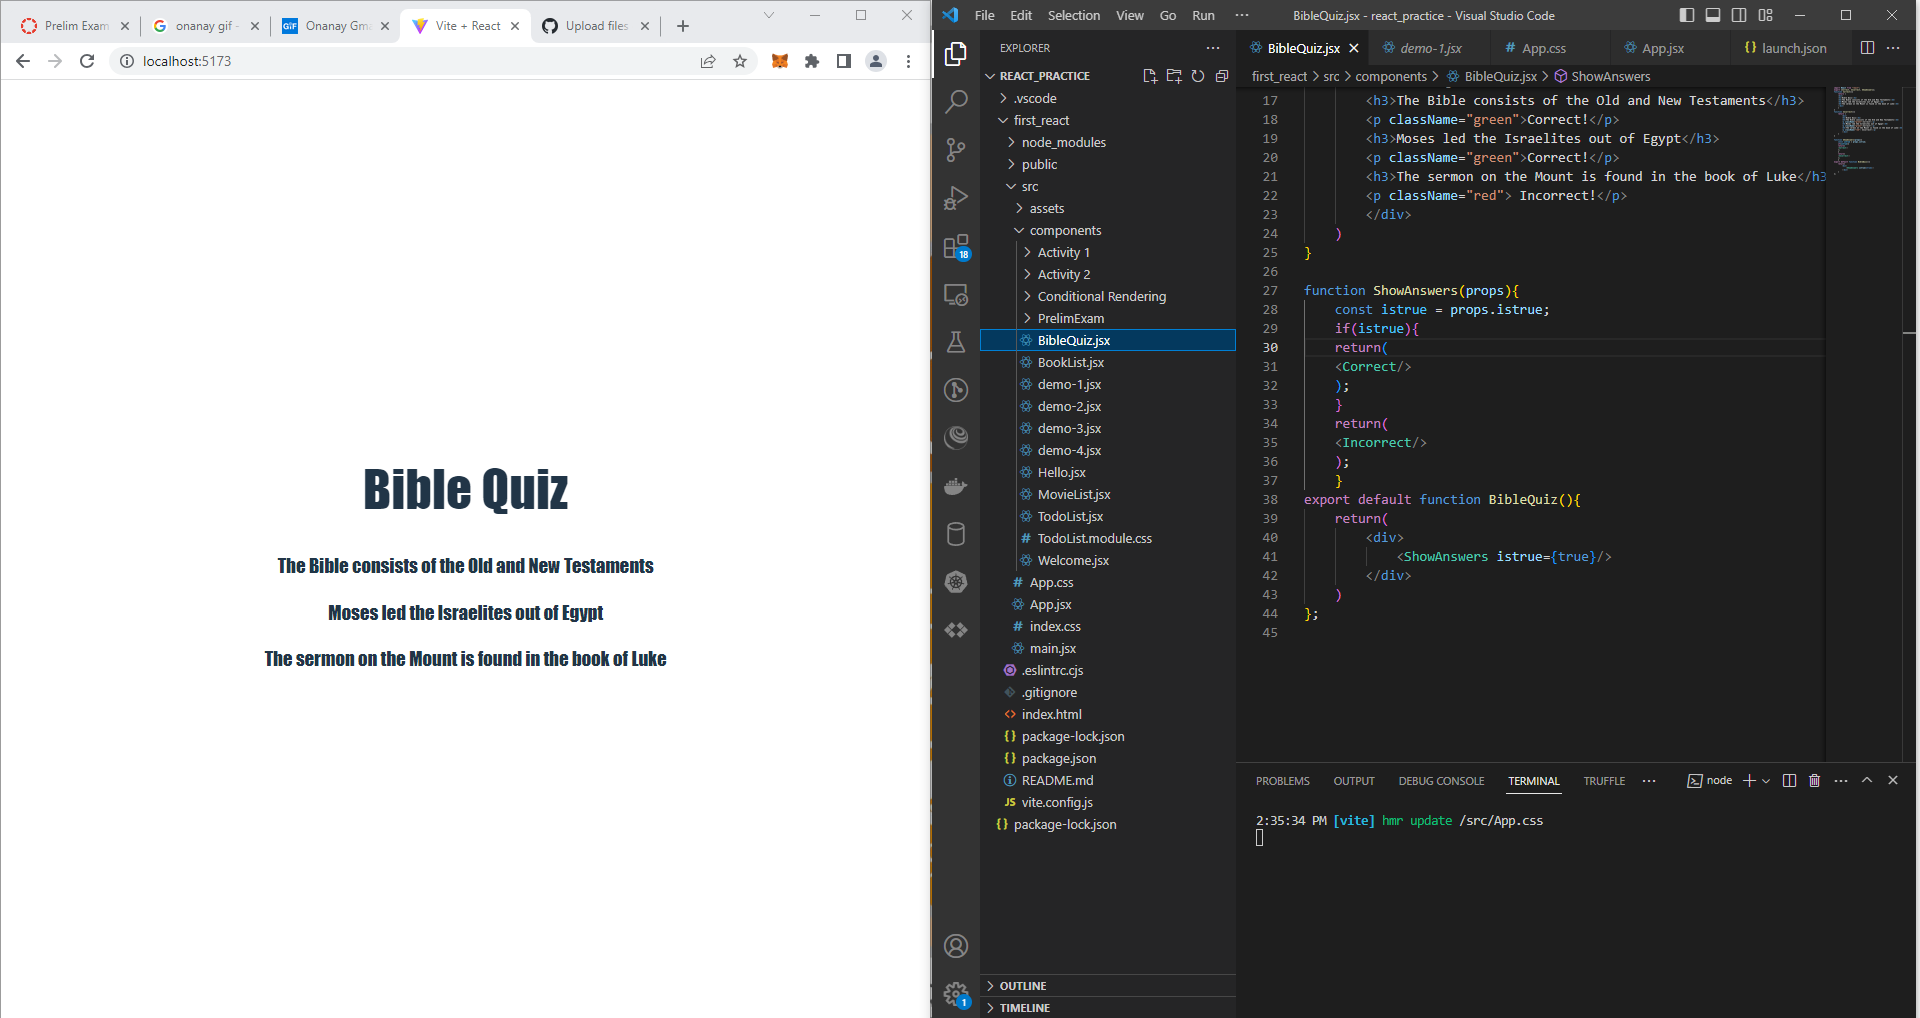 Prelim Exam
onanay gif -
GIF
Onanay Gma
Vite + React
Upload files
localhost:5173
Bible Quiz
The Bible consists of the Old and New Testaments
Moses led the Israelites out of Egypt
The sermon on the Mount is found in the book of Luke
File Edit Selection View Go Run ···
BibleQuiz.jsx - react_practice - Visual Studio Code
EXPLORER
REACT_PRACTICE
.vscode
first_react
node_modules
public
src
assets
components
Activity 1
Activity 2
Conditional Rendering
PrelimExam
BibleQuiz.jsx
BookList.jsx
demo-1.jsx
demo-2.jsx
demo-3.jsx
demo-4.jsx
Hello.jsx
MovieList.jsx
TodoList.jsx
# TodoList.module.css
Welcome.jsx
# App.css
App.jsx
# index.css
main.jsx
.eslintrc.cjs
.gitignore
<> index.html
{} package-lock.json
{} package.json
README.md
JS vite.config.js
{} package-lock.json
OUTLINE
TIMELINE
18
1
BibleQuiz.jsx
demo-1.jsx
# App.css
App.jsx
{} launch.json
first_react > src > components > BibleQuiz.jsx > ShowAnswers
17 <h3>The Bible consists of the Old and New Testaments</h3>
18 <p className="green">Correct!</p>
19 <h3>Moses led the Israelites out of Egypt</h3>
20 <p className="green">Correct!</p>
21 <h3>The sermon on the Mount is found in the book of Luke</h3
22 <p className="red"> Incorrect!</p>
23 </div>
24 )
25 }
26
27 function ShowAnswers(props){
28 const istrue = props.istrue;
29 if(istrue){
30 return(
31 <Correct/>
32 );
33 }
34 return(
35 <Incorrect/>
36 );
37 }
38 export default function BibleQuiz(){
39 return(
40 <div>
41 <ShowAnswers istrue={true}/>
42 </div>
43 )
44 };
45
PROBLEMS OUTPUT DEBUG CONSOLE TERMINAL TRUFFLE ···
node
2:35:34 PM [vite] hmr update /src/App.css